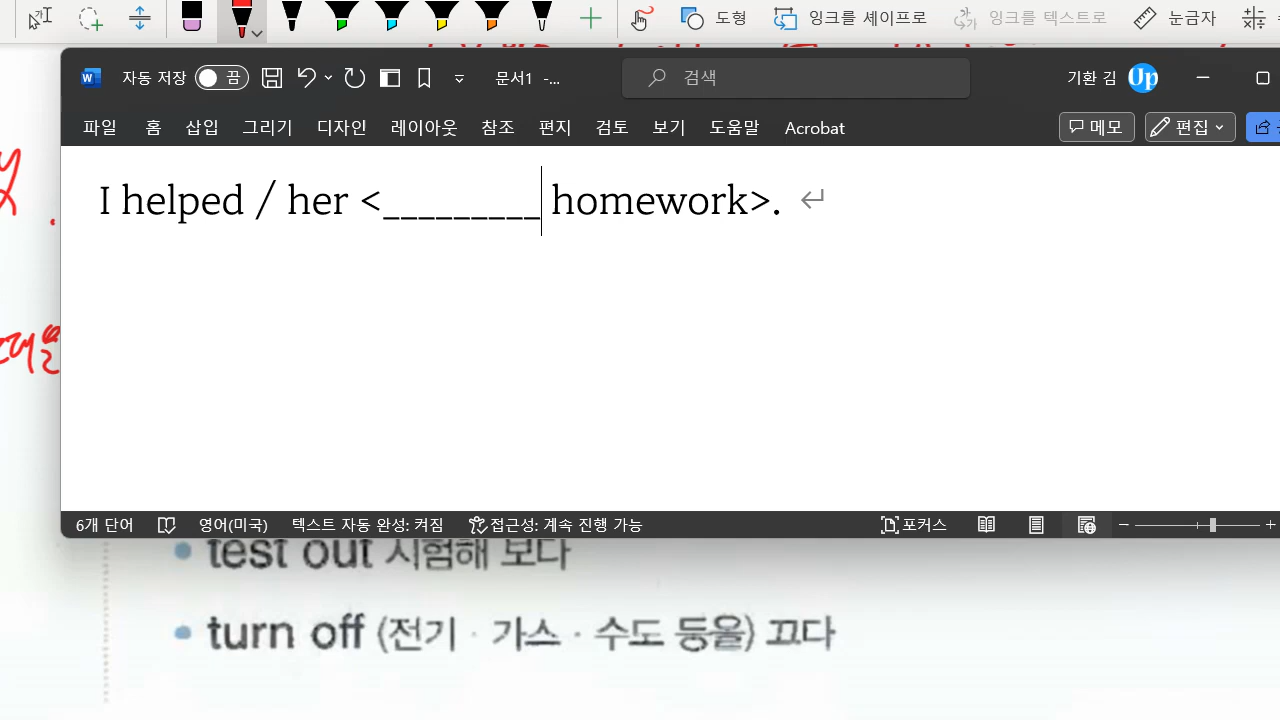 도형 잉크를 셰이프로 잉크를 텍스트로 눈금자
자동 저장 끔 문서1 -... 검색 기환 김 Up
파일 홈 삽입 그리기 디자인 레이아웃 참조 편지 검토 보기 도움말 Acrobat 메모 편집
I helped / her <_________ homework>.
6개 단어 영어(미국) 텍스트 자동 완성: 켜짐 접근성: 계속 진행 가능 포커스
test out 시험해 보다
turn off (전기 · 가스 · 수도 등을) 끄다